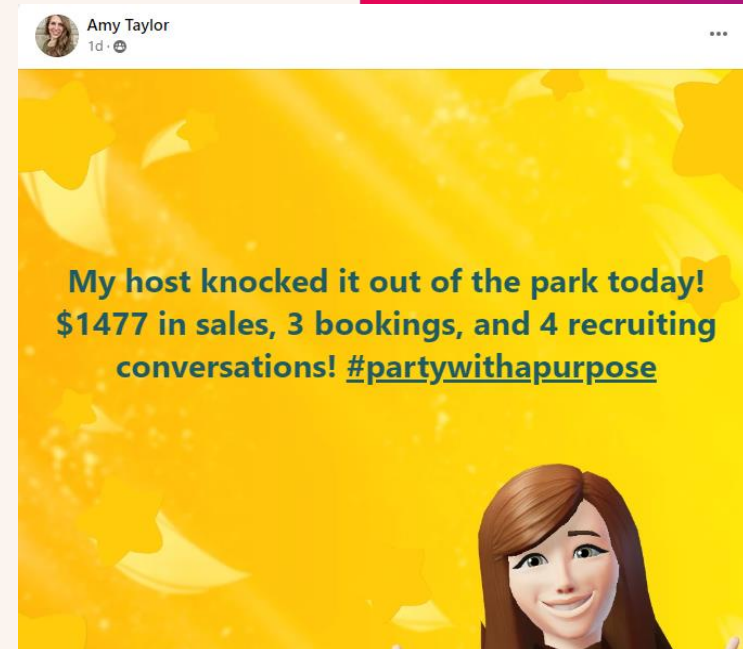 Amy Taylor
1d ·
My host knocked it out of the park today!
$1477 in sales, 3 bookings, and 4 recruiting
conversations! #partywithapurpose